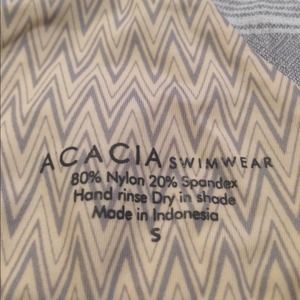 ACACIA SWIMWEAR
80% Nylon 20% Spandex
Hand rinse Dry in shade
Made in Indonesia
S